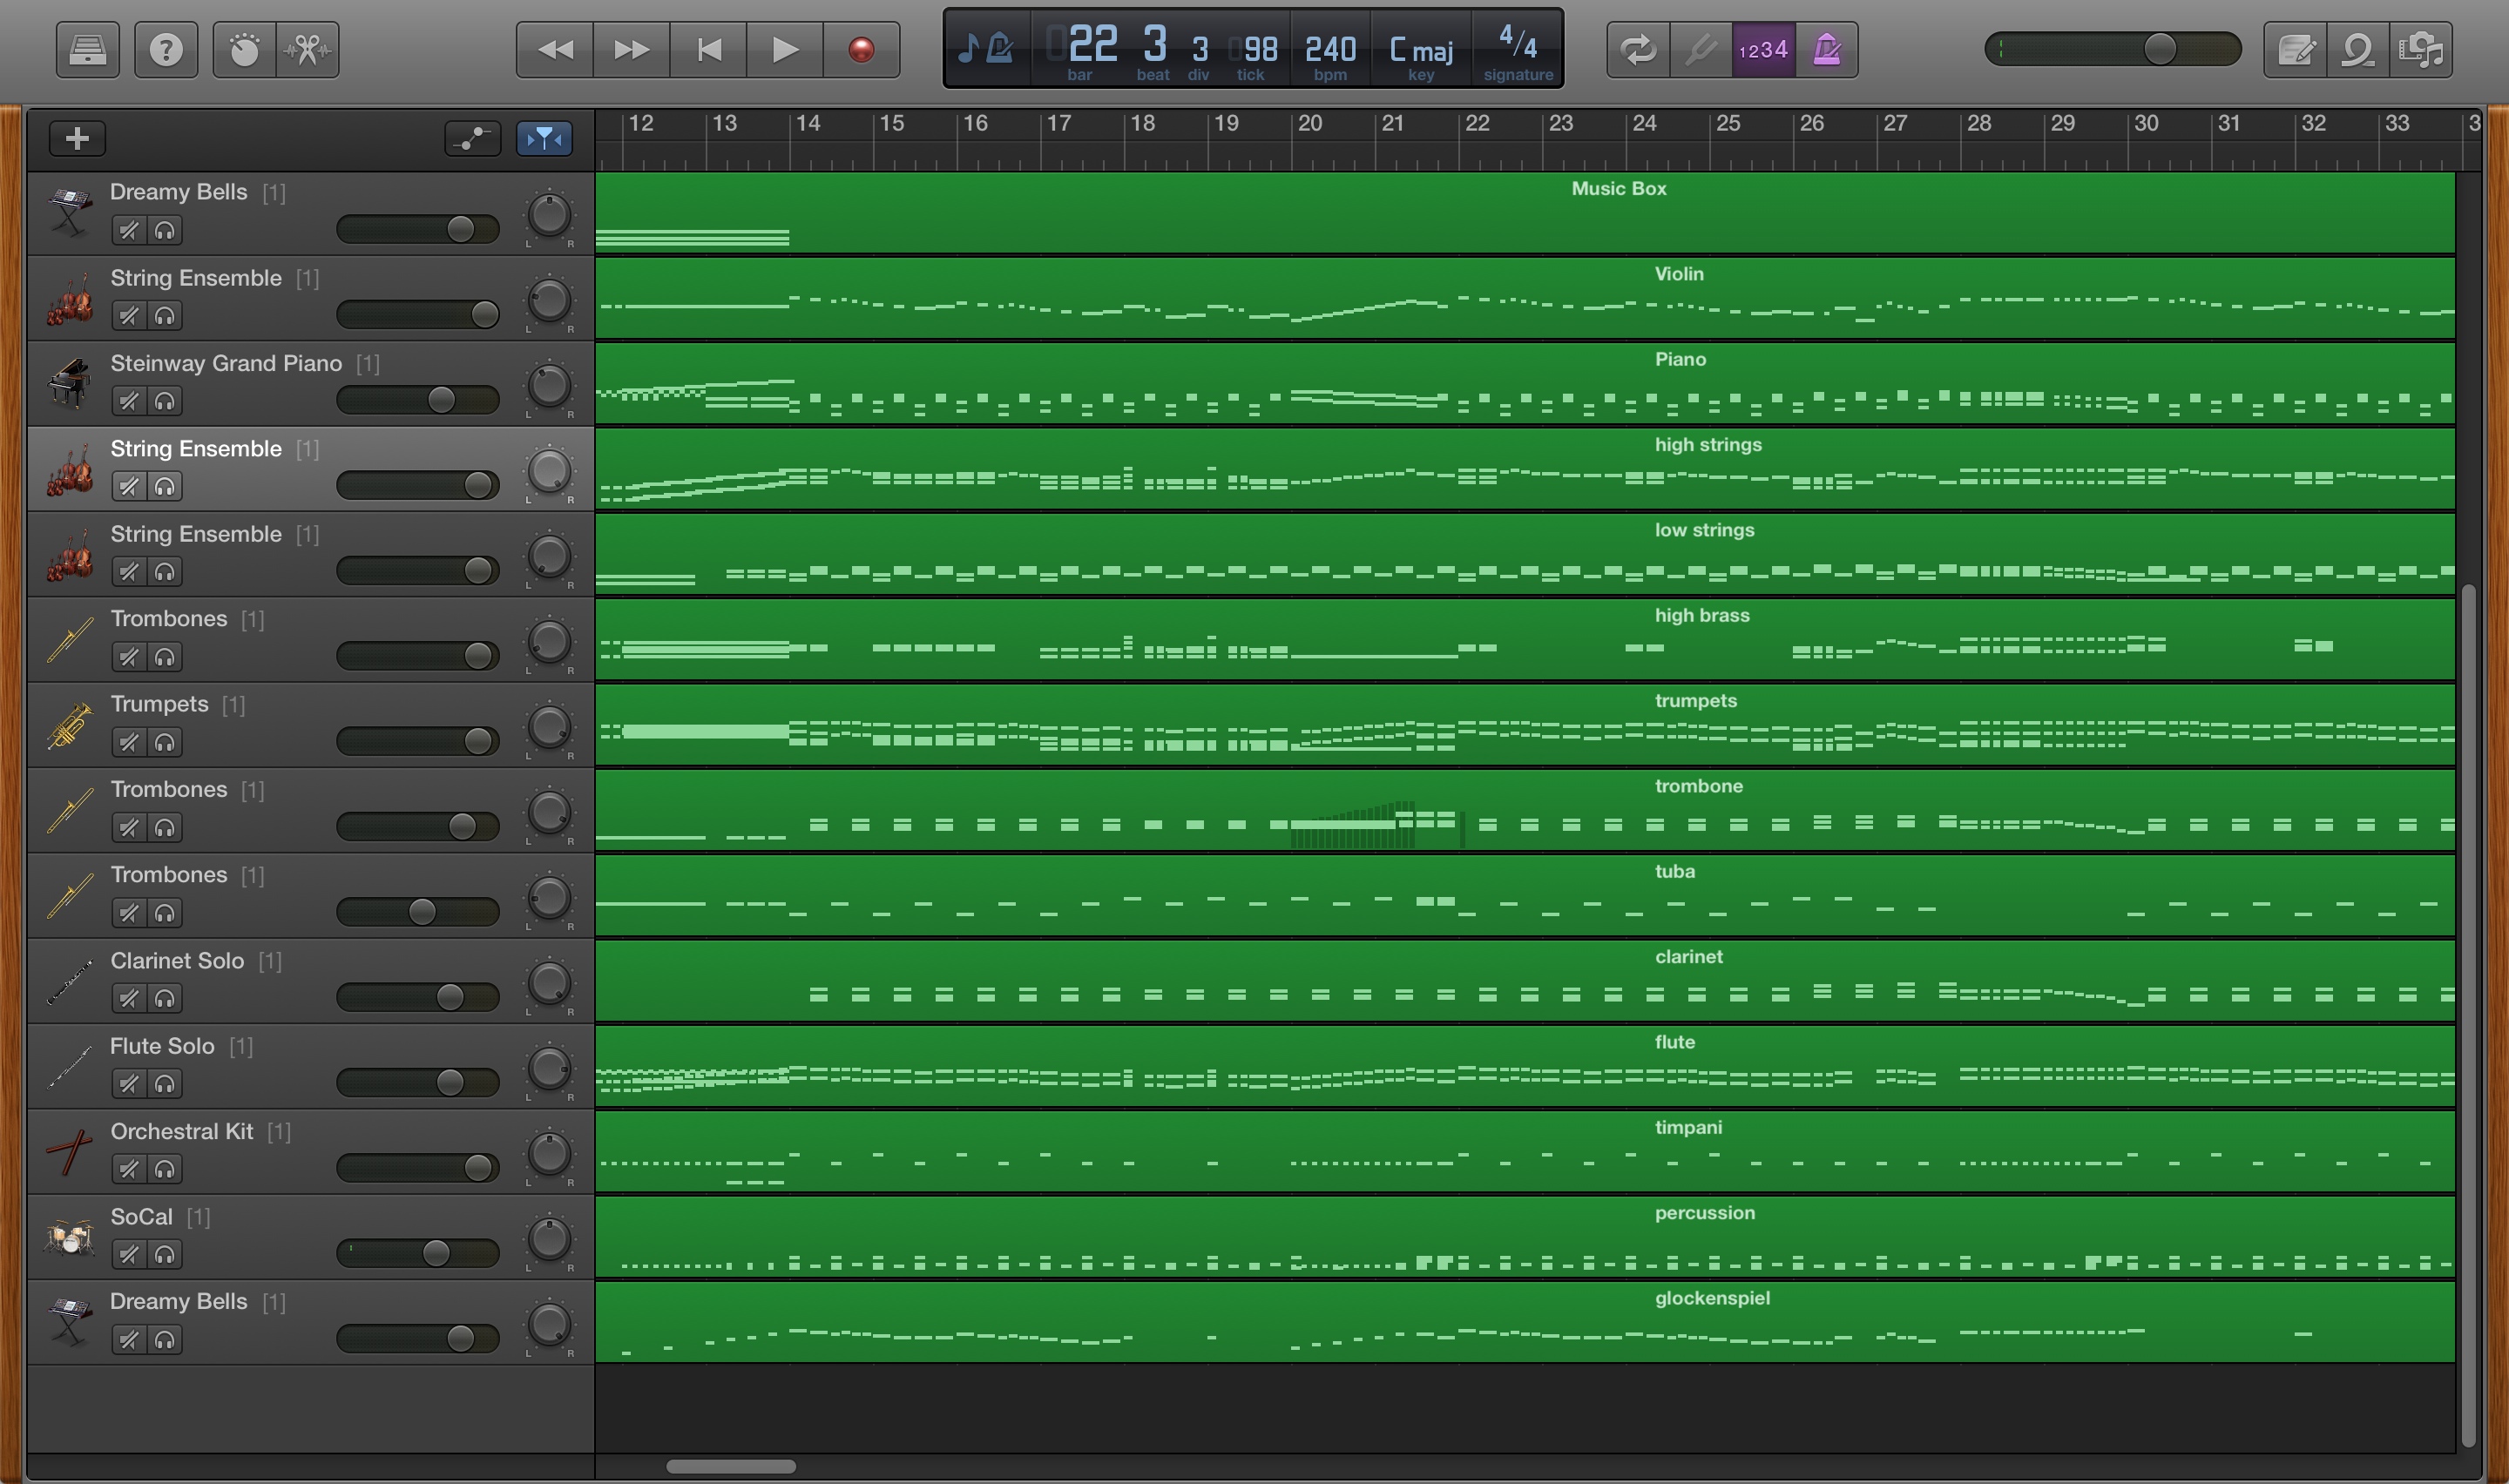 22 3 3 98 240 C maj 4/4
bar beat div tick bpm key signature
1234
12 13 14 15 16 17 18 19 20 21 22 23 24 25 26 27 28 29 30 31 32 33 3
Dreamy Bells [1]
L R
Music Box
String Ensemble [1]
L R
Violin
Steinway Grand Piano [1]
L R
Piano
String Ensemble [1]
L R
high strings
String Ensemble [1]
L R
low strings
Trombones [1]
L R
high brass
Trumpets [1]
L R
trumpets
Trombones [1]
L R
trombone
Trombones [1]
L R
tuba
Clarinet Solo [1]
L R
clarinet
Flute Solo [1]
L R
flute
Orchestral Kit [1]
L R
timpani
SoCal [1]
L R
percussion
Dreamy Bells [1]
L R
glockenspiel